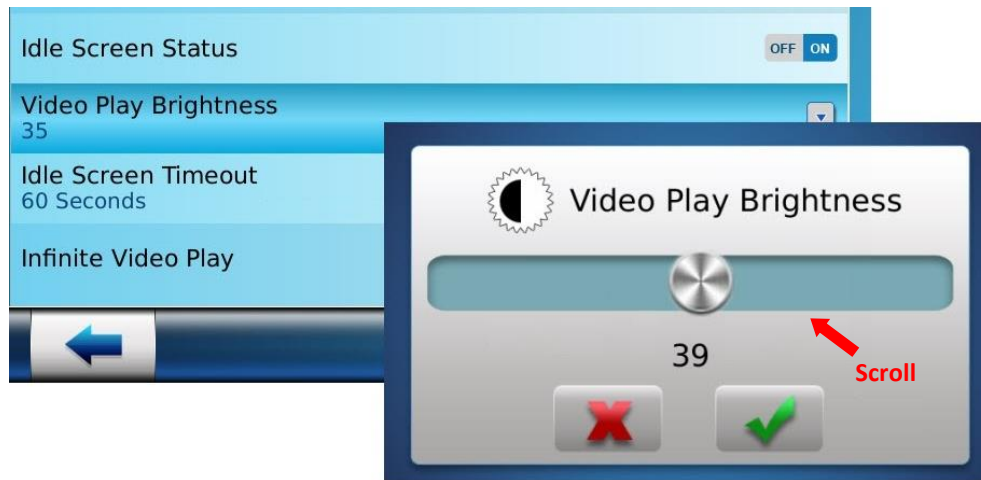 Idle Screen Status
OFF ON
Video Play Brightness
35
Idle Screen Timeout
60 Seconds
Infinite Video Play
Video Play Brightness
39
Scroll